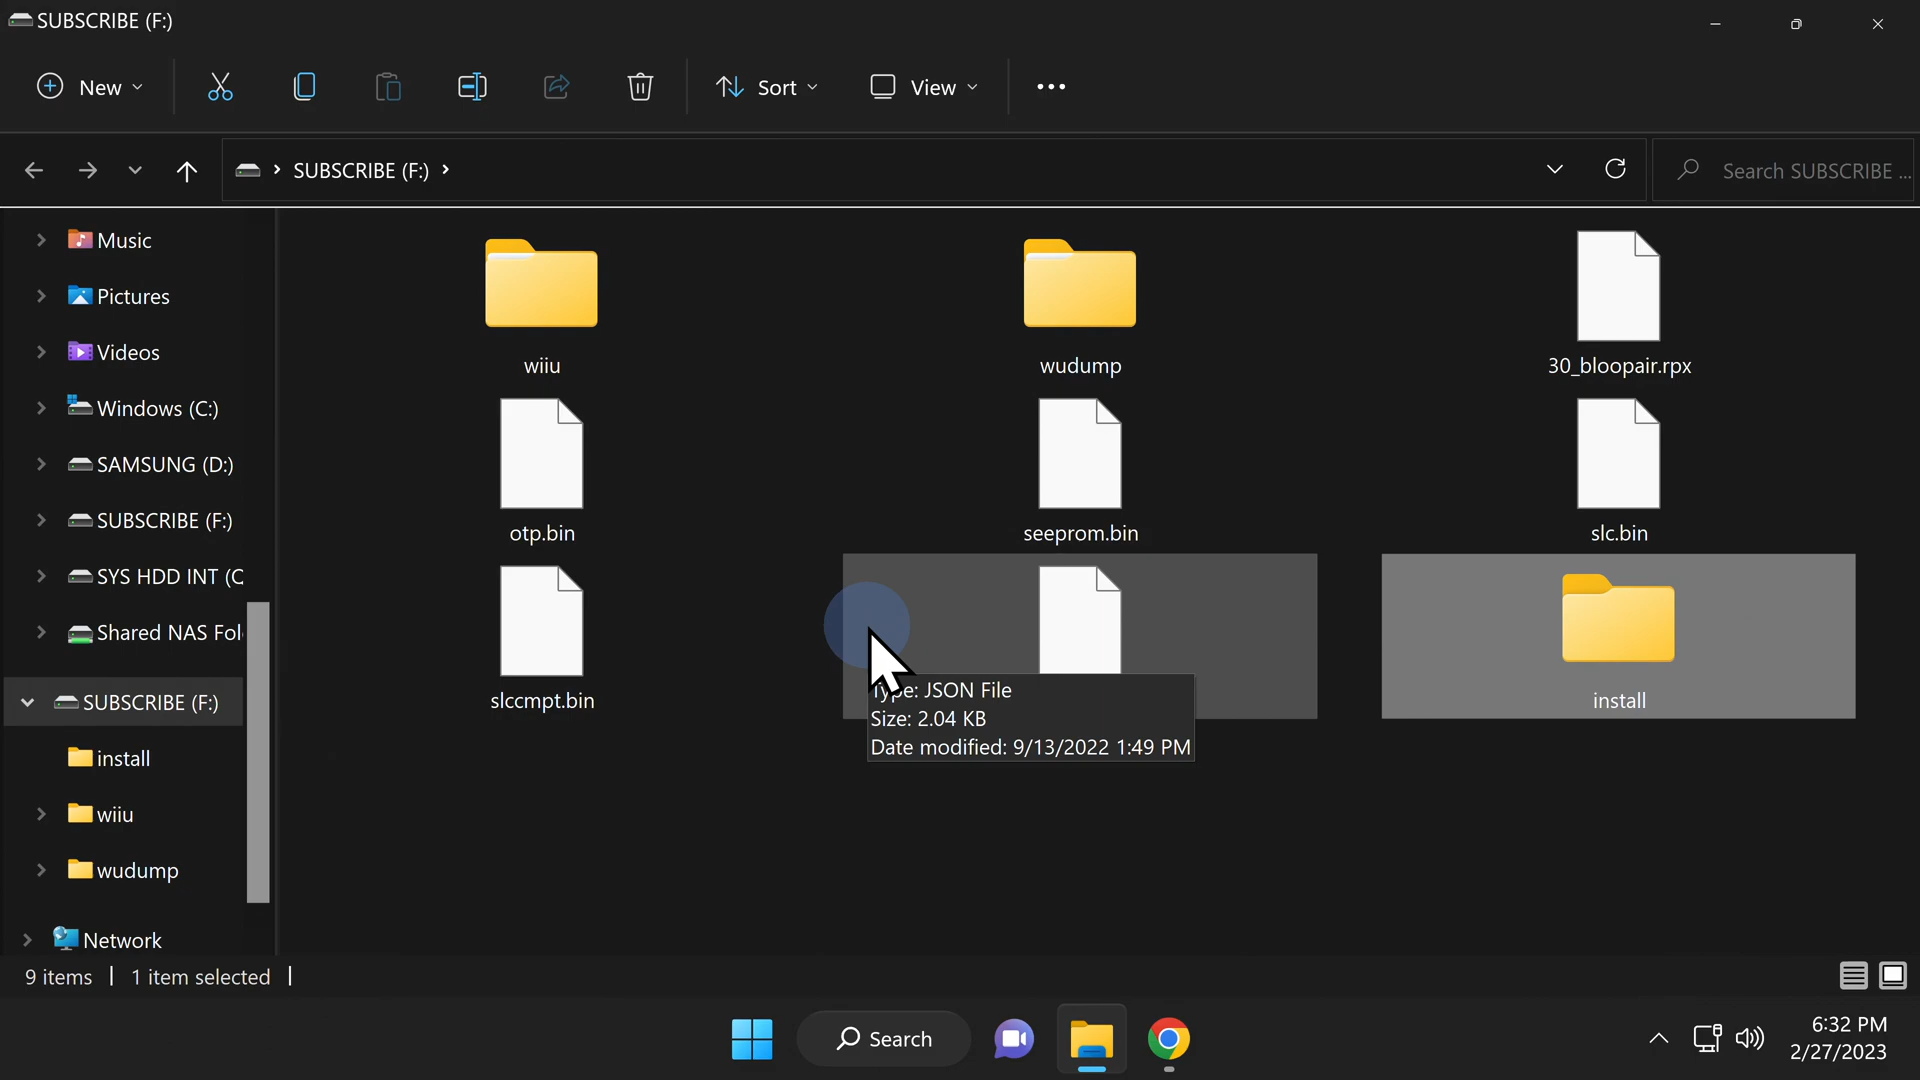 SUBSCRIBE (F:)
New
Sort
View
SUBSCRIBE (F:)
Search SUBSCRIBE ...
Music
Pictures
Videos
Windows (C:)
SAMSUNG (D:)
SUBSCRIBE (F:)
SYS HDD INT (
Shared NAS Fol
SUBSCRIBE (F:)
install
wiiu
wudump
Network
wiiu
wudump
30_bloopair.rpx
otp.bin
seeprom.bin
slc.bin
slccmpt.bin
install
Type: JSON File
Size: 2.04 KB
Date modified: 9/13/2022 1:49 PM
9 items
1 item selected
Search
6:32 PM
2/27/2023